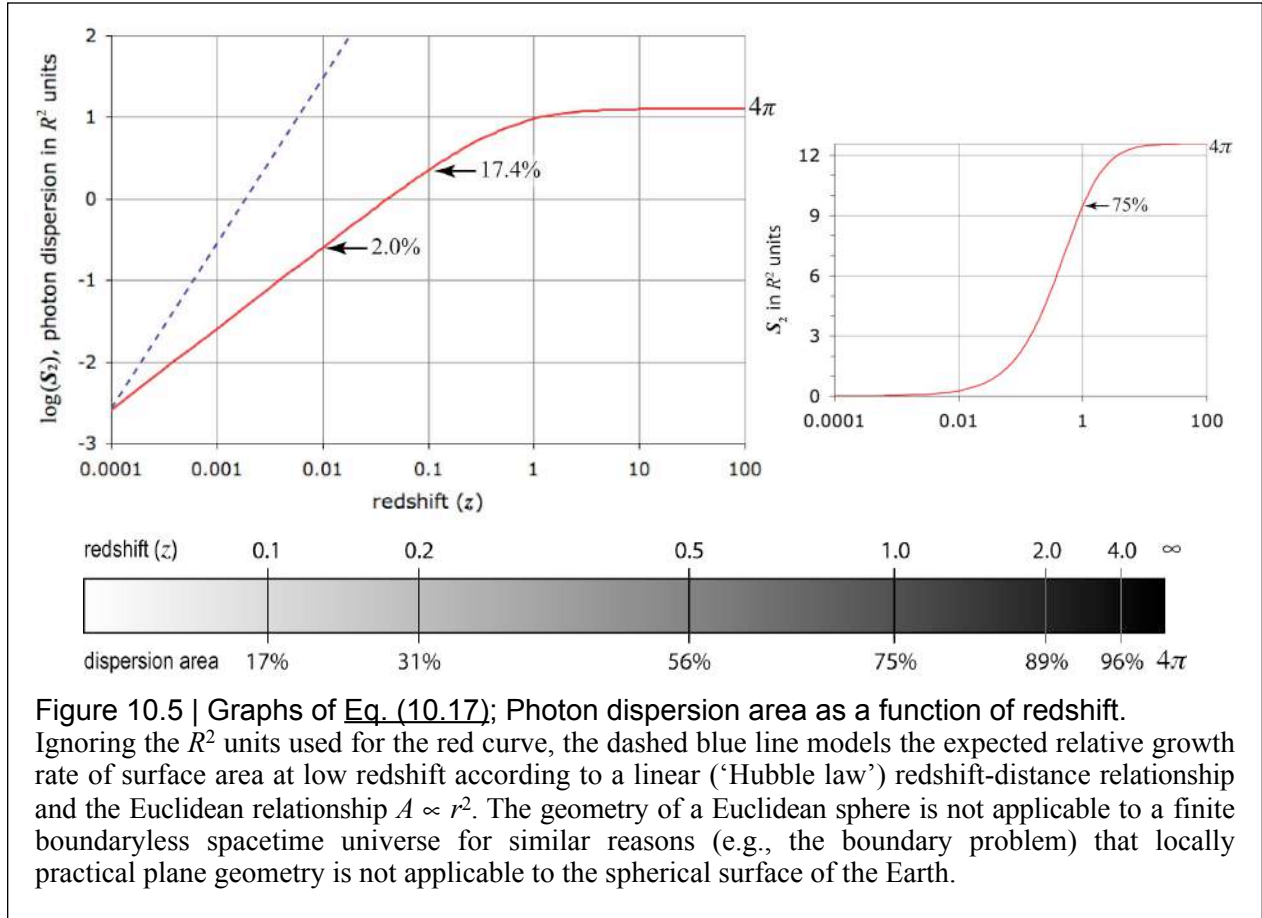 2
1
0
-1
-2
-3
log(S₂), photon dispersion in R² units
4π
17.4%
2.0%
0.0001 0.001 0.01 0.1 1 10 100
redshift (z)
12
9
6
3
0
S₂ in R² units
4π
75%
0.0001 0.01 1 100
redshift (z) 0.1 0.2 0.5 1.0 2.0 4.0 ∞
dispersion area 17% 31% 56% 75% 89% 96% 4π
Figure 10.5 | Graphs of Eq. (10.17); Photon dispersion area as a function of redshift.
Ignoring the R² units used for the red curve, the dashed blue line models the expected relative growth
rate of surface area at low redshift according to a linear (‘Hubble law’) redshift-distance relationship
and the Euclidean relationship A ∝ r². The geometry of a Euclidean sphere is not applicable to a finite
boundaryless spacetime universe for similar reasons (e.g., the boundary problem) that locally
practical plane geometry is not applicable to the spherical surface of the Earth.